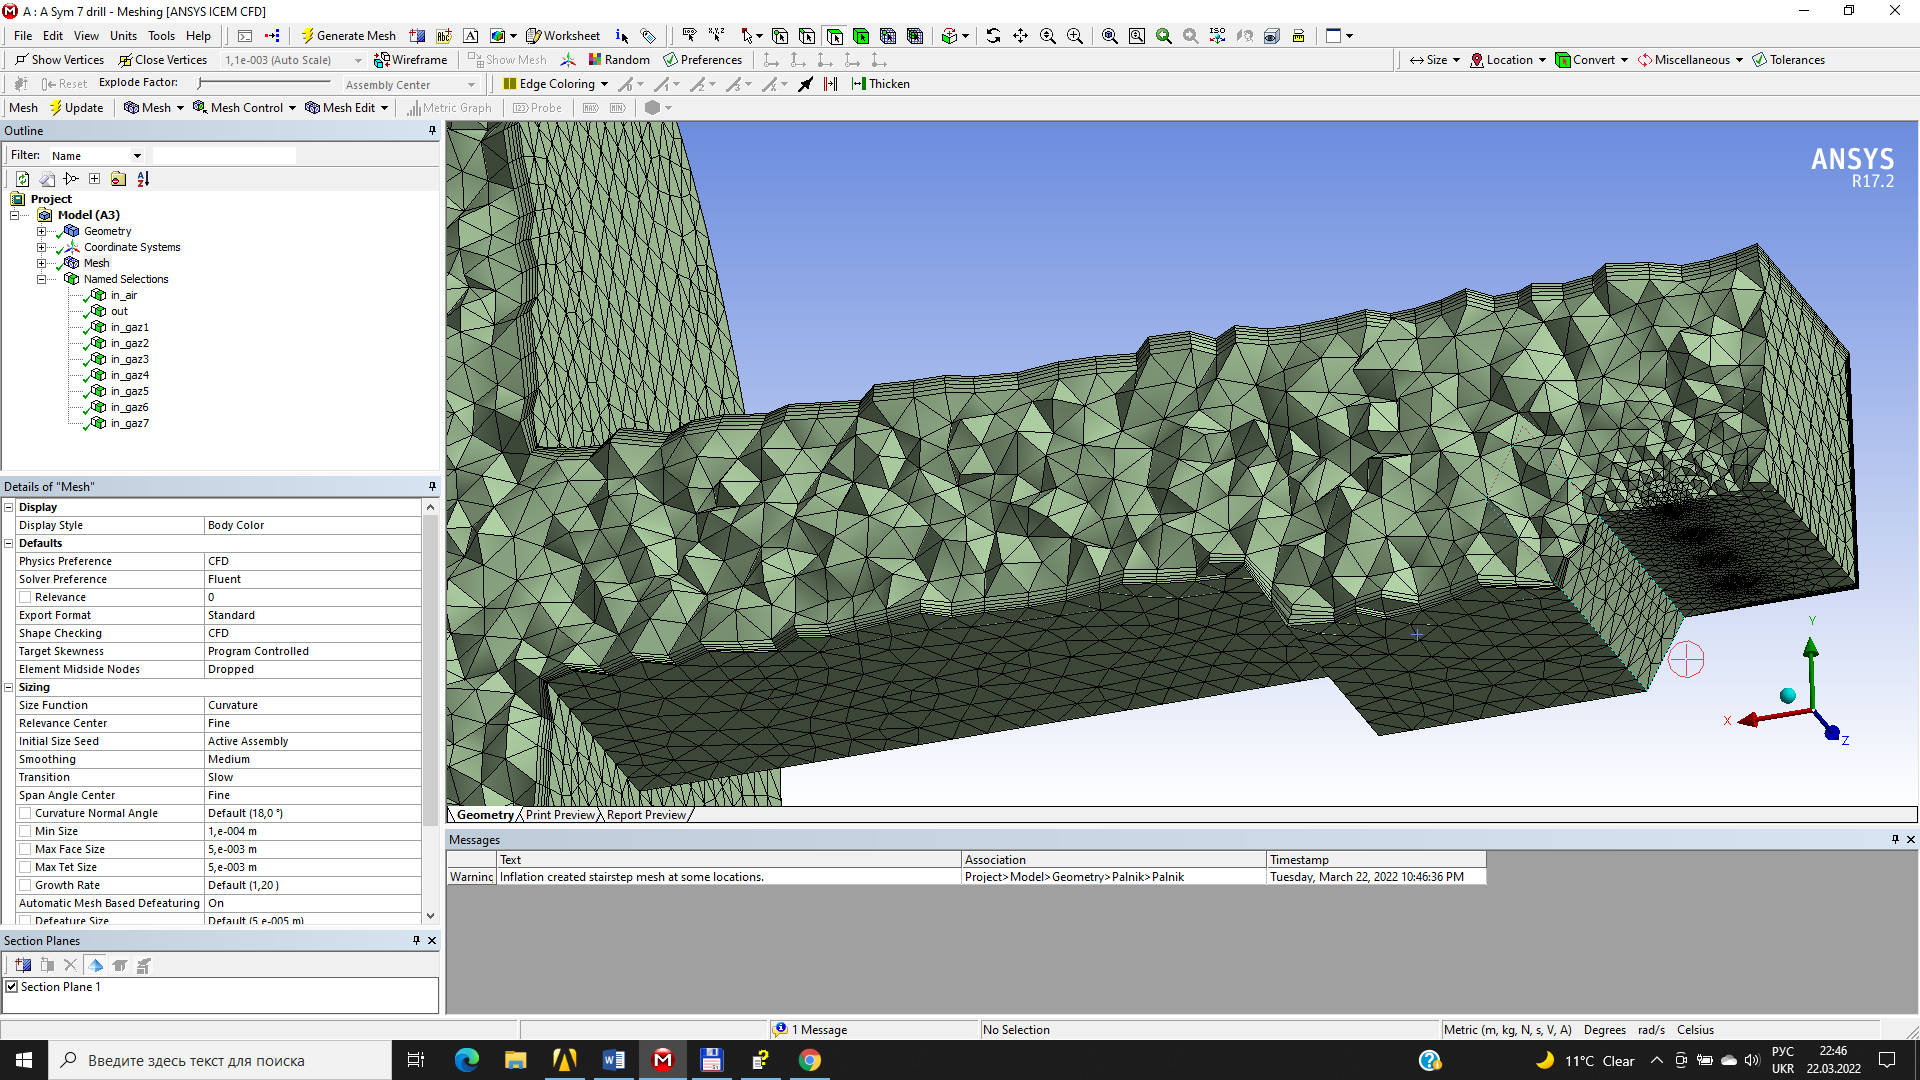 A : A Sym 7 drill - Meshing [ANSYS ICEM CFD]
File Edit View Units Tools Help Generate Mesh Worksheet
Show Vertices Close Vertices 1,1e-003 (Auto Scale) Wireframe Show Mesh Random Preferences Size Location Convert Miscellaneous Tolerances
Reset Explode Factor: Assembly Center Edge Coloring Thicken
Mesh Update Mesh Mesh Control Mesh Edit Metric Graph Probe
Outline
Filter: Name
Project
Model (A3)
Geometry
Coordinate Systems
Mesh
Named Selections
in_air
out
in_gaz1
in_gaz2
in_gaz3
in_gaz4
in_gaz5
in_gaz6
in_gaz7
Details of "Mesh"
Display
Display Style Body Color
Defaults
Physics Preference CFD
Solver Preference Fluent
Relevance 0
Export Format Standard
Shape Checking CFD
Target Skewness Program Controlled
Element Midside Nodes Dropped
Sizing
Size Function Curvature
Relevance Center Fine
Initial Size Seed Active Assembly
Smoothing Medium
Transition Slow
Span Angle Center Fine
Curvature Normal Angle Default (18,0 °)
Min Size 1,e-004 m
Max Face Size 5,e-003 m
Max Tet Size 5,e-003 m
Growth Rate Default (1,20 )
Automatic Mesh Based Defeaturing On
Defeature Size Default (5,e-005 m)
Section Planes
Section Plane 1
ANSYS
R17.2
Y
X
Z
Geometry Print Preview Report Preview
Messages
Text Association Timestamp
Warning Inflation created stairstep mesh at some locations. Project>Model>Geometry>Palnik>Palnik Tuesday, March 22, 2022 10:46:36 PM
1 Message No Selection Metric (m, kg, N, s, V, A) Degrees rad/s Celsius
Введите здесь текст для поиска
11°C Clear
РУС
UKR
22:46
22.03.2022